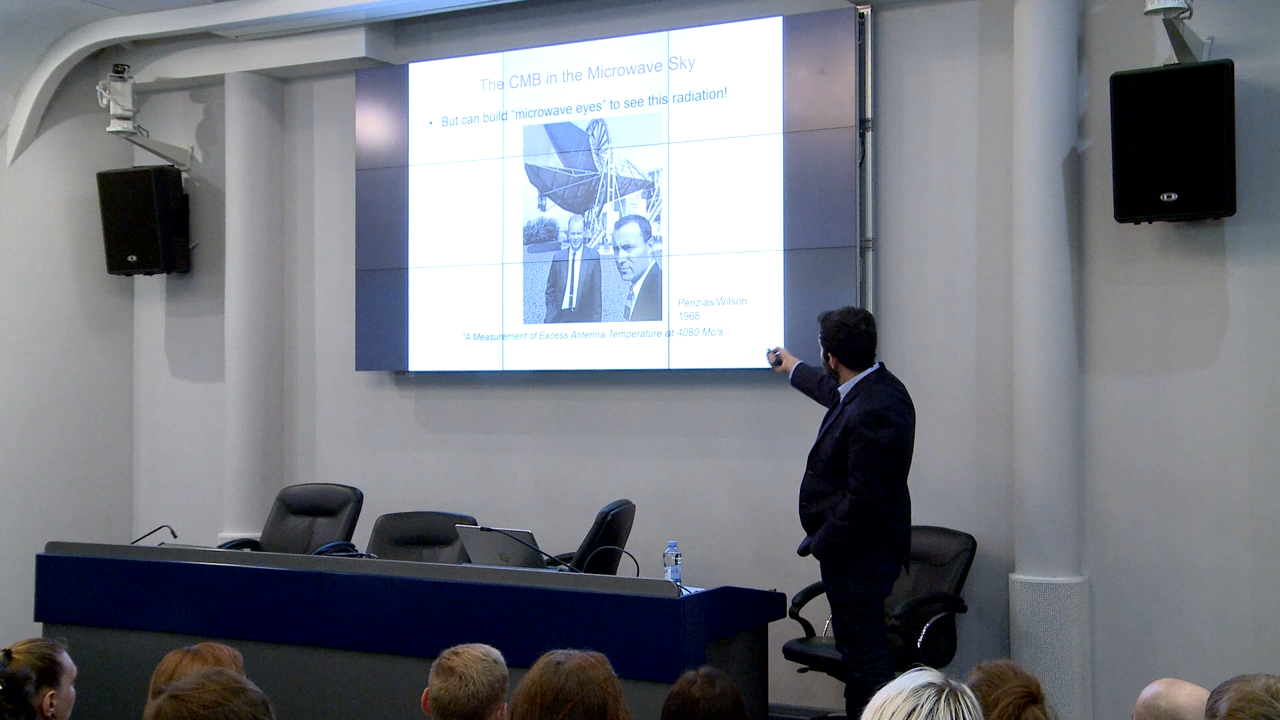 The CMB in the Microwave Sky
• But can build “microwave eyes” to see this radiation!
Penzias/Wilson
1968
“A Measurement of Excess Antenna Temperature at 4080 Mc/s